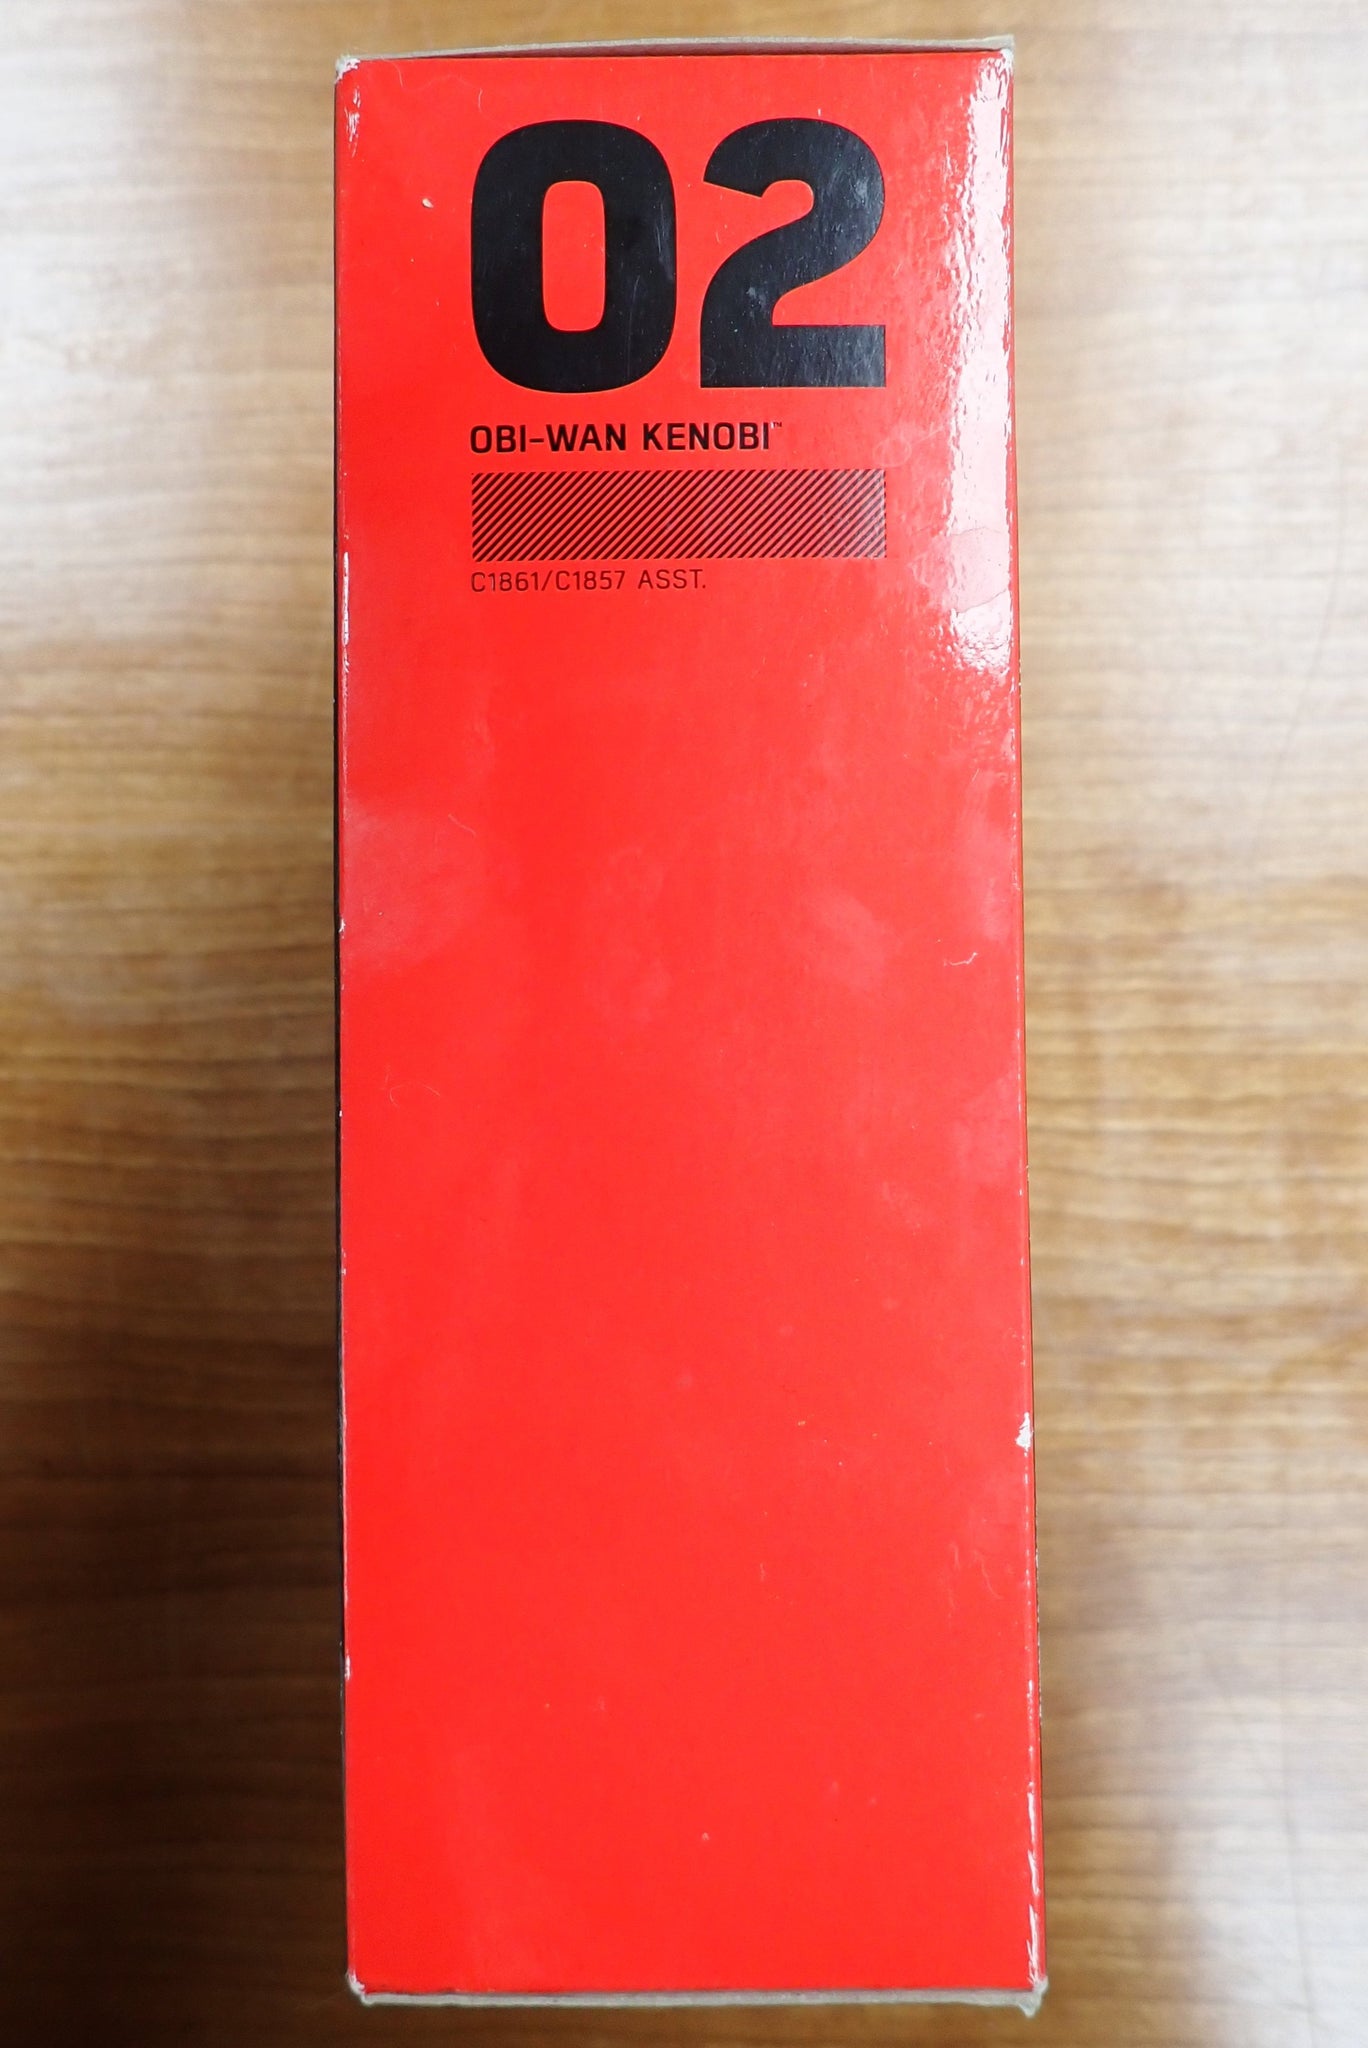 02
OBI-WAN KENOBI™
C1861/C1857 ASST.